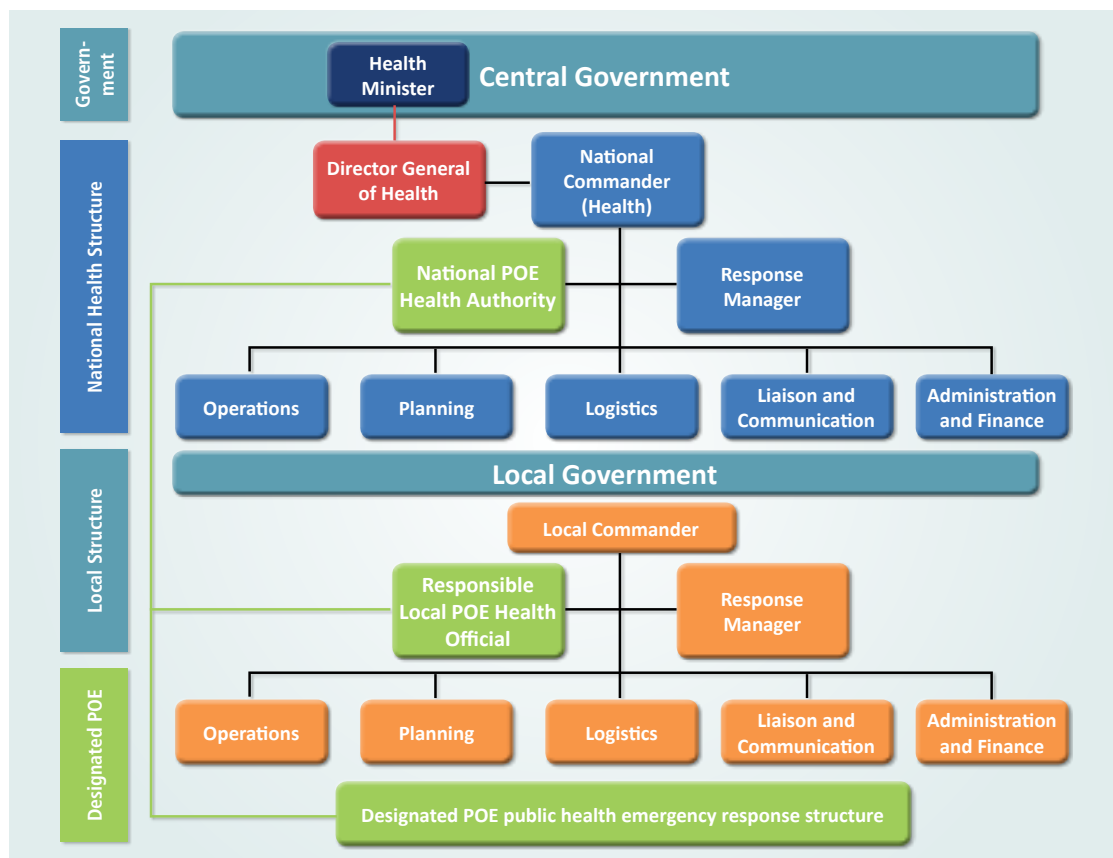 Govern-
ment
Health
Minister
Central Government
National Health Structure
Director General
of Health
National
Commander
(Health)
National POE
Health Authority
Response
Manager
Operations
Planning
Logistics
Liaison and
Communication
Administration
and Finance
Local Structure
Local Government
Local Commander
Responsible
Local POE Health
Official
Response
Manager
Designated POE
Operations
Planning
Logistics
Liaison and
Communication
Administration
and Finance
Designated POE public health emergency response structure